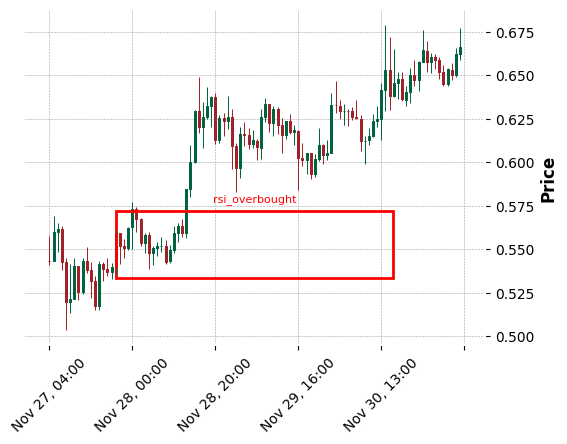 0.675
0.650
0.625
0.600
rsi_overbought
0.575
0.550
0.525
0.500
Price
Nov 27, 04:00
Nov 28, 00:00
Nov 28, 20:00
Nov 29, 16:00
Nov 30, 13:00